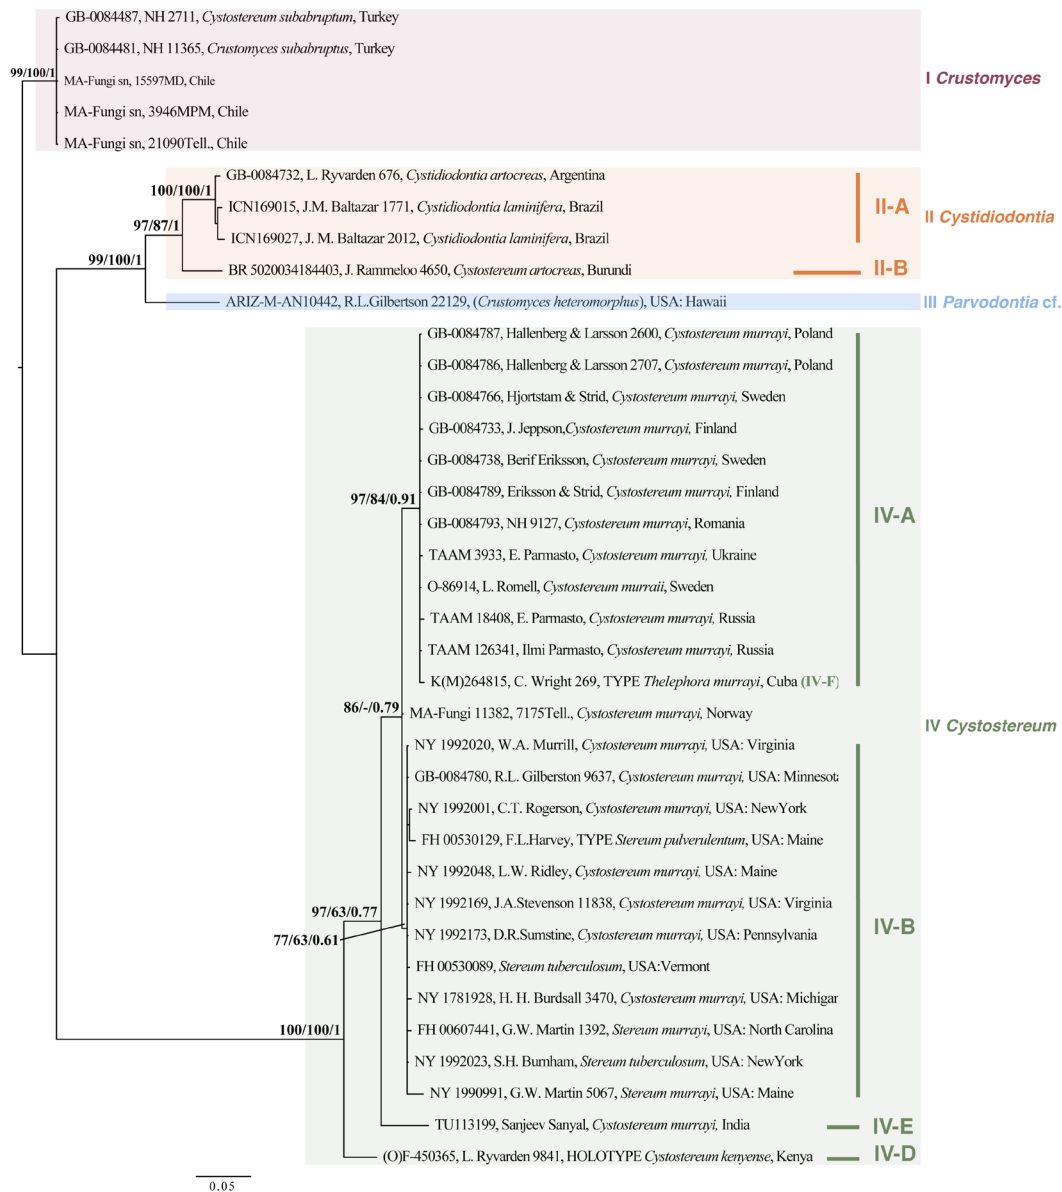 GB-0084487, NH 2711, Cystostereum subabruptum, Turkey
GB-0084481, NH 11365, Crustomyces subabruptus, Turkey
99/100/1
MA-Fungi sn, 15597MD, Chile
I Crustomyces
MA-Fungi sn, 3946MPM, Chile
MA-Fungi sn, 21090Tell., Chile
GB-0084732, L. Ryvarden 676, Cystidiodontia artocreas, Argentina
100/100/1
ICN169015, J.M. Baltazar 1771, Cystidiodontia laminifera, Brazil
II-A
II Cystidiodontia
97/87/1
ICN169027, J. M. Baltazar 2012, Cystidiodontia laminifera, Brazil
99/100/1
BR 5020034184403, J. Rammeloo 4650, Cystostereum artocreas, Burundi
II-B
ARIZ-M-AN10442, R.L.Gilbertson 22129, (Crustomyces heteromorphus), USA: Hawaii
III Parvodontia cf.
GB-0084787, Hallenberg & Larsson 2600, Cystostereum murrayi, Poland
GB-0084786, Hallenberg & Larsson 2707, Cystostereum murrayi, Poland
GB-0084766, Hjortstam & Strid, Cystostereum murrayi, Sweden
GB-0084733, J. Jeppson,Cystostereum murrayi, Finland
GB-0084738, Berif Eriksson, Cystostereum murrayi, Sweden
GB-0084789, Eriksson & Strid, Cystostereum murrayi, Finland
97/84/0.91
IV-A
GB-0084793, NH 9127, Cystostereum murrayi, Romania
TAAM 3933, E. Parmasto, Cystostereum murrayi, Ukraine
O-86914, L. Romell, Cystostereum murraii, Sweden
TAAM 18408, E. Parmasto, Cystostereum murrayi, Russia
TAAM 126341, Ilmi Parmasto, Cystostereum murrayi, Russia
K(M)264815, C. Wright 269, TYPE Thelephora murrayi, Cuba (IV-F)
86/-/0.79
MA-Fungi 11382, 7175Tell., Cystostereum murrayi, Norway
IV Cystostereum
NY 1992020, W.A. Murrill, Cystostereum murrayi, USA: Virginia
GB-0084780, R.L. Gilberston 9637, Cystostereum murrayi, USA: Minnesota
NY 1992001, C.T. Rogerson, Cystostereum murrayi, USA: NewYork
FH 00530129, F.L.Harvey, TYPE Stereum pulverulentum, USA: Maine
NY 1992048, L.W. Ridley, Cystostereum murrayi, USA: Maine
NY 1992169, J.A.Stevenson 11838, Cystostereum murrayi, USA: Virginia
97/63/0.77
IV-B
77/63/0.61
NY 1992173, D.R.Sumstine, Cystostereum murrayi, USA: Pennsylvania
FH 00530089, Stereum tuberculosum, USA:Vermont
NY 1781928, H. H. Burdsall 3470, Cystostereum murrayi, USA: Michigan
100/100/1
FH 00607441, G.W. Martin 1392, Stereum murrayi, USA: North Carolina
NY 1992023, S.H. Burnham, Stereum tuberculosum, USA: NewYork
NY 1990991, G.W. Martin 5067, Stereum murrayi, USA: Maine
TU113199, Sanjeev Sanyal, Cystostereum murrayi, India
IV-E
(O)F-450365, L. Ryvarden 9841, HOLOTYPE Cystostereum kenyense, Kenya
IV-D
0.05